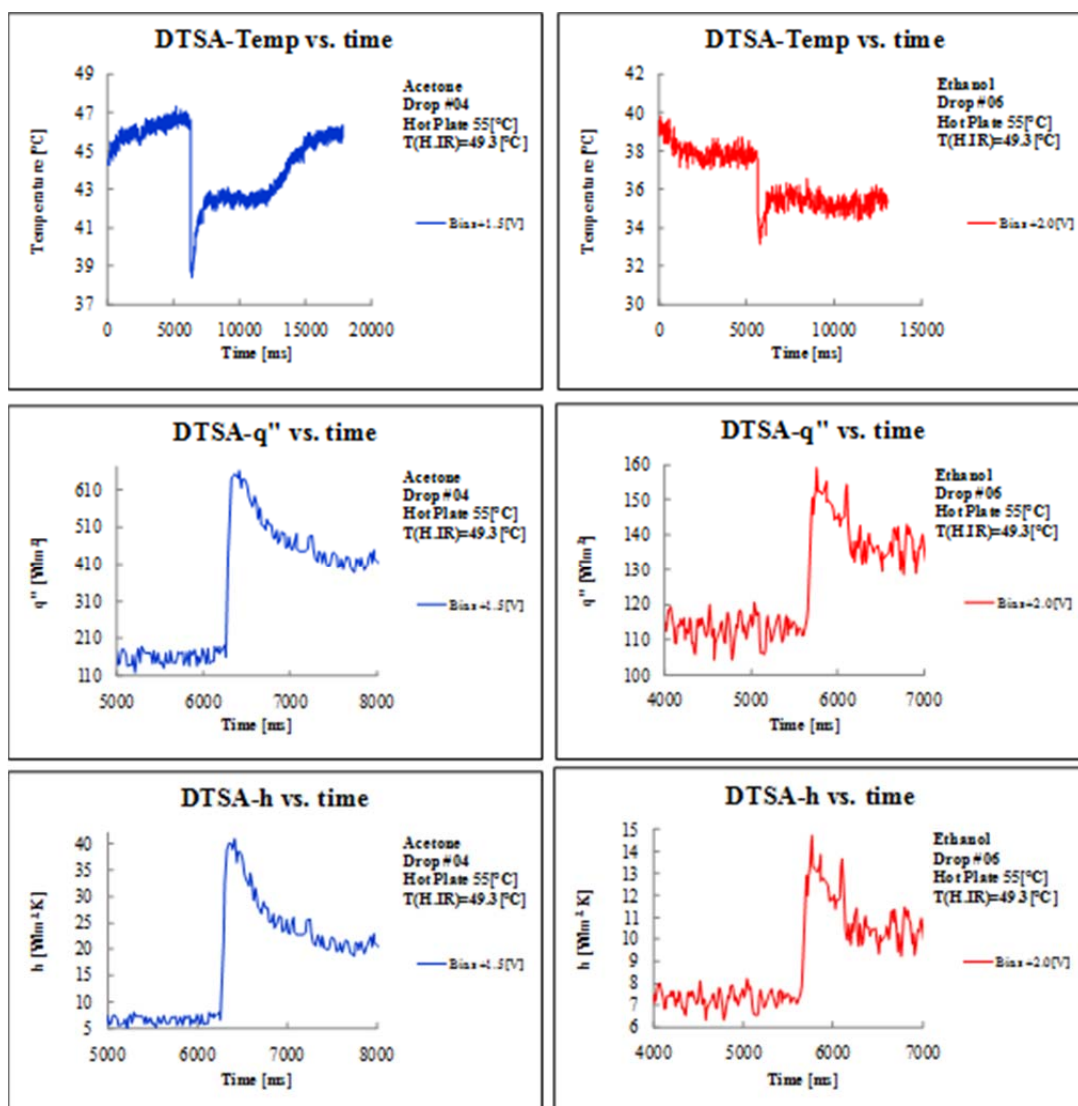 DTSA-Temp vs. time
Temperature [°C]
49
47
45
43
41
39
37
0
5000
10000
15000
20000
Time [ms]
Acetone
Drop #04
Hot Plate 55[°C]
T(H.IR)=49.3[°C]
Bias+1.5[V]
DTSA-Temp vs. time
Temperature [°C]
42
40
38
36
34
32
30
0
5000
10000
15000
Time [ms]
Ethanol
Drop #06
Hot Plate 55[°C]
T(H.IR)=49.3[°C]
Bias+2.0[V]
DTSA-q" vs. time
q" [W/m²]
610
510
410
310
210
110
5000
6000
7000
8000
Time [ms]
Acetone
Drop #04
Hot Plate 55[°C]
T(H.IR)=49.3[°C]
Bias+1.5[V]
DTSA-q" vs. time
q" [W/m²]
160
150
140
130
120
110
100
4000
5000
6000
7000
Time [ms]
Ethanol
Drop #06
Hot Plate 55[°C]
T(H.IR)=49.3[°C]
Bias+2.0[V]
DTSA-h vs. time
h [W/m²K]
40
35
30
25
20
15
10
5
5000
6000
7000
8000
Time [ms]
Acetone
Drop #04
Hot Plate 55[°C]
T(H.IR)=49.3[°C]
Bias+1.5[V]
DTSA-h vs. time
h [W/m²K]
15
14
13
12
11
10
9
8
7
6
4000
5000
6000
7000
Time [ms]
Ethanol
Drop #06
Hot Plate 55[°C]
T(H.IR)=49.3[°C]
Bias+2.0[V]